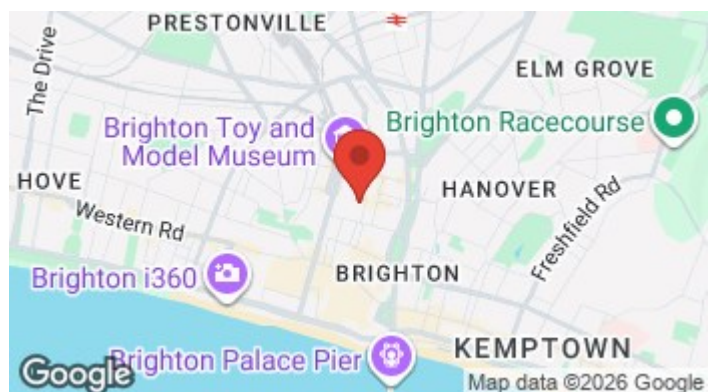 PRESTONVILLE
The Drive
ELM GROVE
Brighton Toy and
Model Museum
Brighton Racecourse
HOVE
HANOVER
Western Rd
Freshfield Rd
Brighton i360
BRIGHTON
KEMPTOWN
Brighton Palace Pier
Google
Map data ©2026 Google